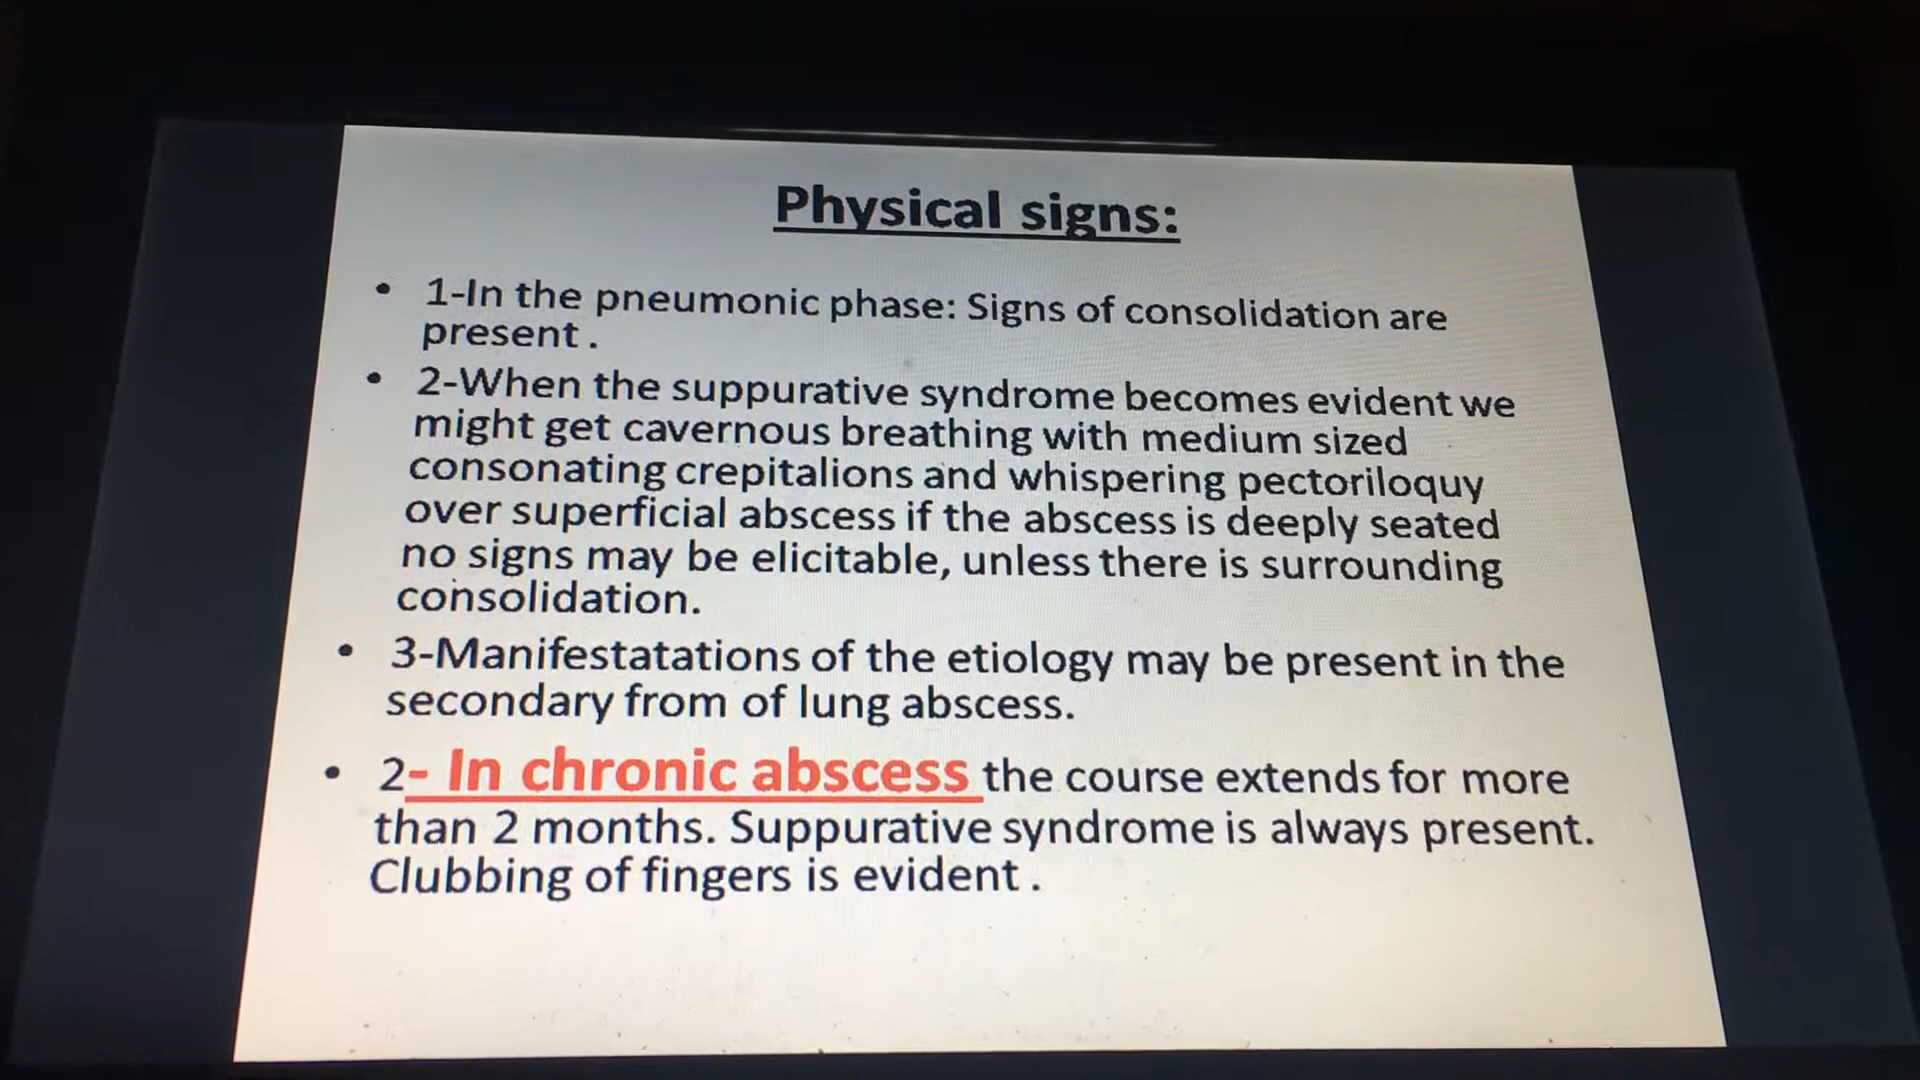 Physical signs:
• 1-In the pneumonic phase: Signs of consolidation are
present .
• 2-When the suppurative syndrome becomes evident we
might get cavernous breathing with medium sized
consonating crepitalions and whispering pectoriloquy
over superficial abscess if the abscess is deeply seated
no signs may be elicitable, unless there is surrounding
consolidation.
• 3-Manifestatations of the etiology may be present in the
secondary from of lung abscess.
• 2- In chronic abscess the course extends for more
than 2 months. Suppurative syndrome is always present.
Clubbing of fingers is evident .